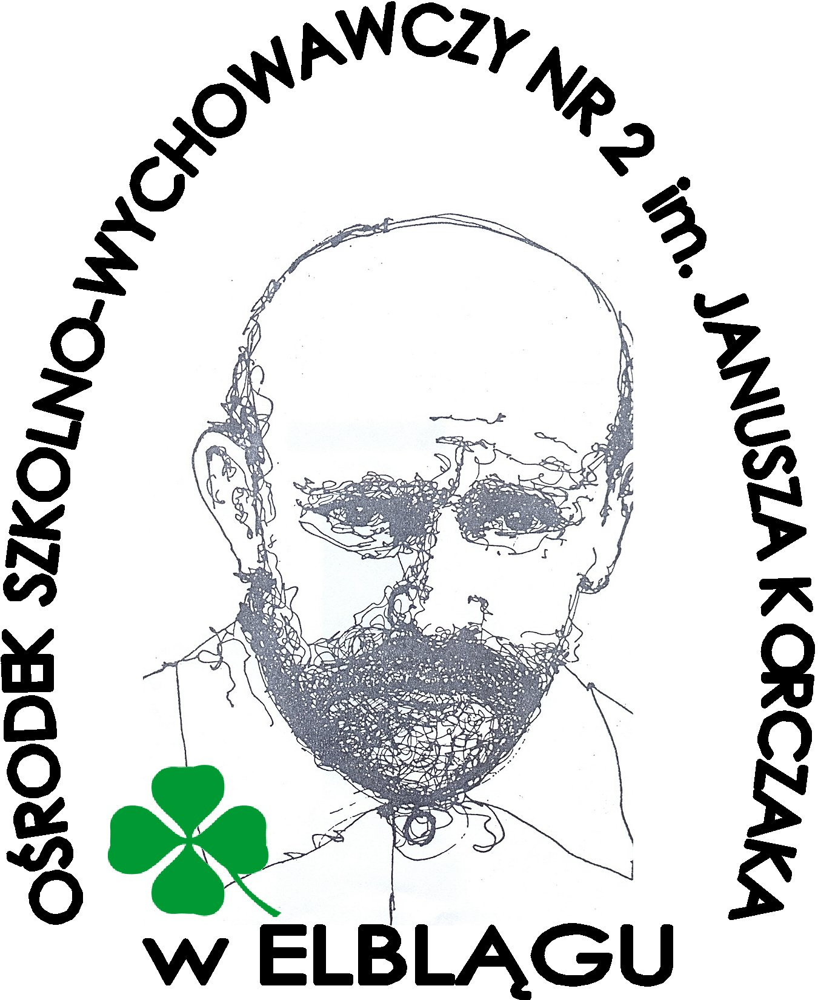 OŚRODEK SZKOLNO-WYCHOWAWCZY NR 2 im. JANUSZA KORCZAKA
w ELBLĄGU